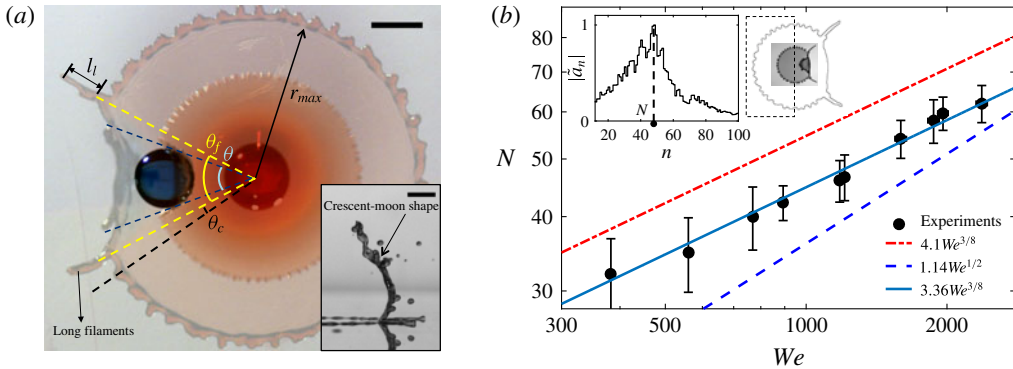 (a)
l_l
r_max
θ_f
θ
θ_c
Long filaments
Crescent-moon shape
(b)
80
70
60
50
40
30
N
300
500
1000
2000
We
1
0
|ã_n|
N
20
40
60
80
100
n
Experiments
4.1We^{3/8}
1.14We^{1/2}
3.36We^{3/8}